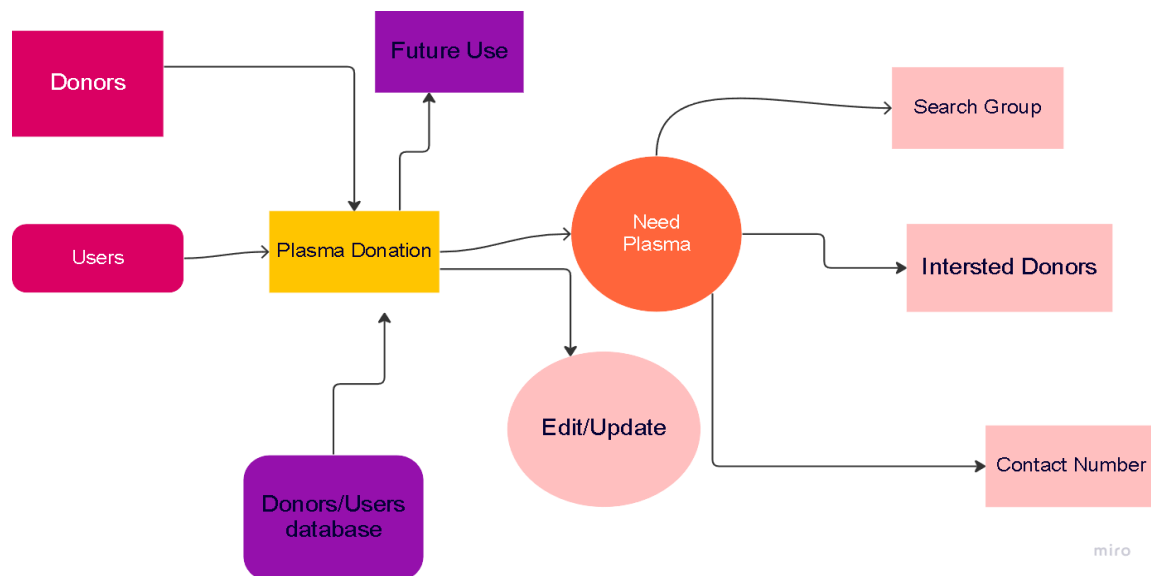 Donors
Future Use
Search Group
Users
Plasma Donation
Need
Plasma
Intersted Donors
Edit/Update
Contact Number
Donors/Users
database
miro